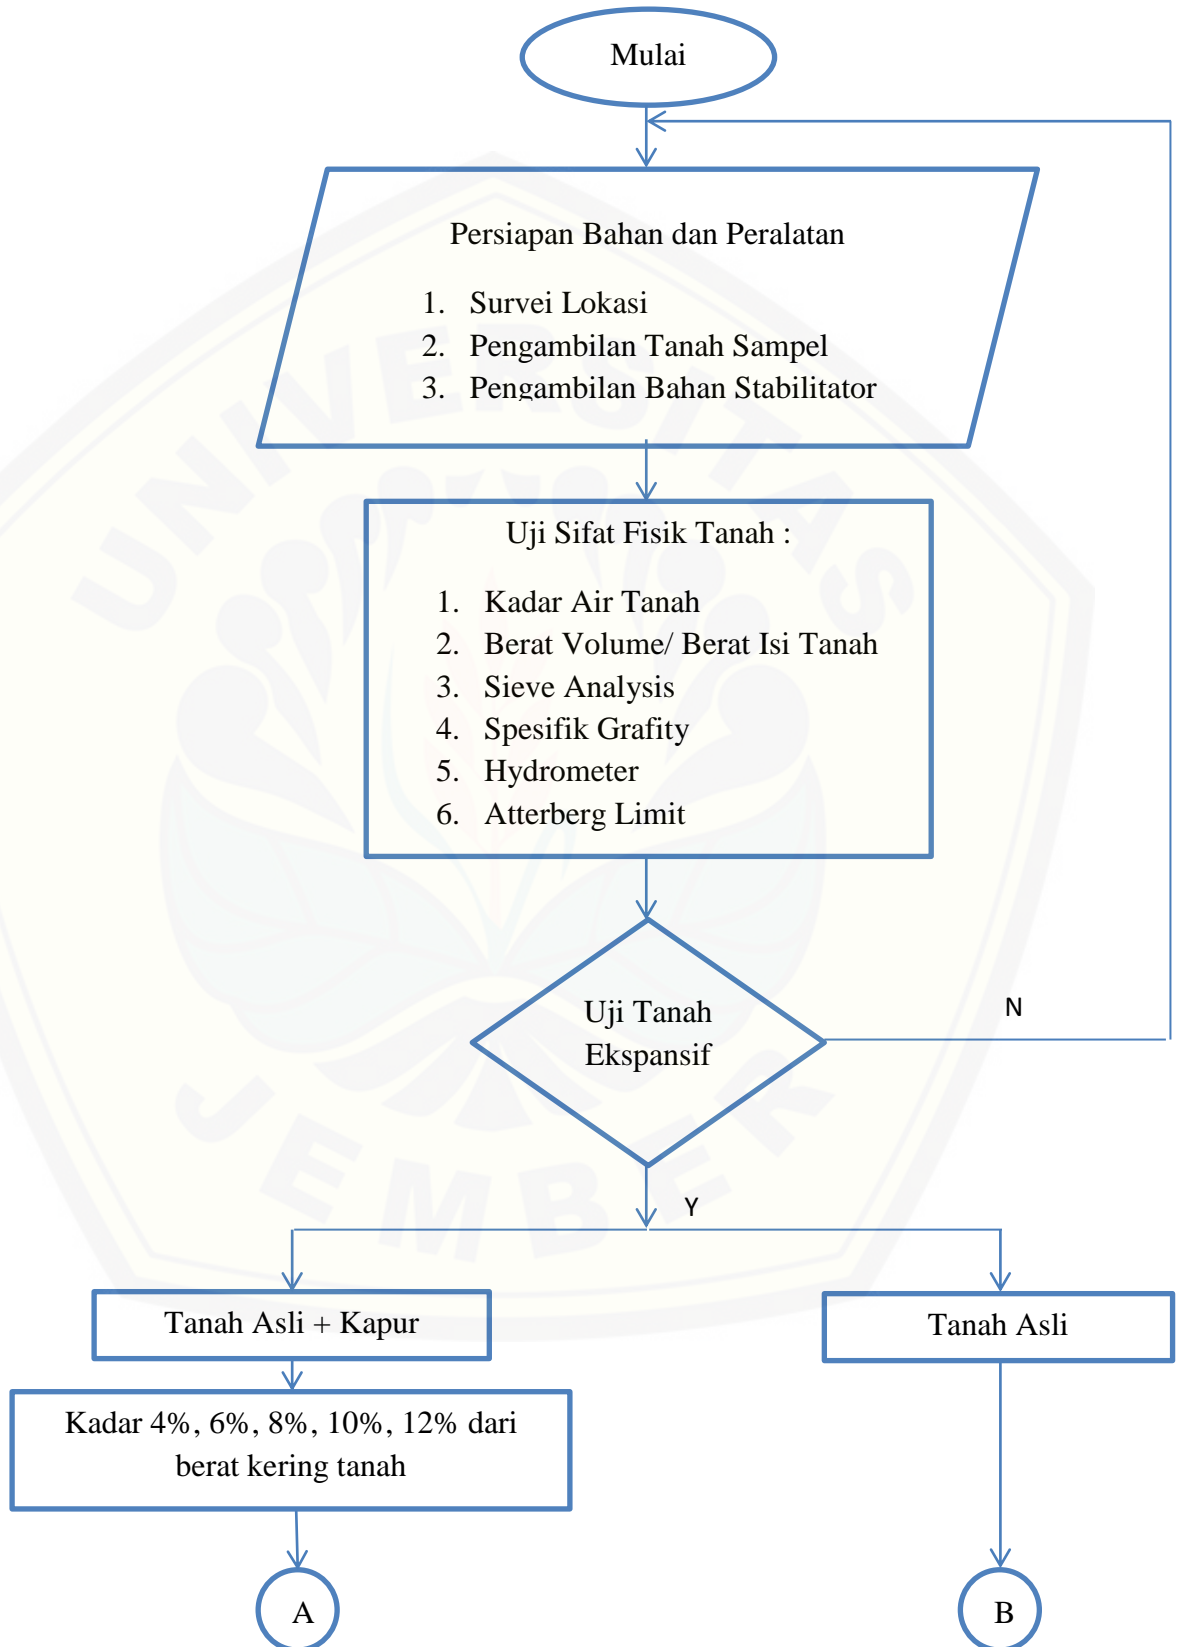 Mulai
Persiapan Bahan dan Peralatan
1. Survei Lokasi
2. Pengambilan Tanah Sampel
3. Pengambilan Bahan Stabilitator
Uji Sifat Fisik Tanah :
1. Kadar Air Tanah
2. Berat Volume/ Berat Isi Tanah
3. Sieve Analysis
4. Spesifik Grafity
5. Hydrometer
6. Atterberg Limit
Uji Tanah
Ekspansif
N
Y
Tanah Asli + Kapur
Tanah Asli
Kadar 4%, 6%, 8%, 10%, 12% dari
berat kering tanah
A
B
UNIVERSITAS
JEMBER